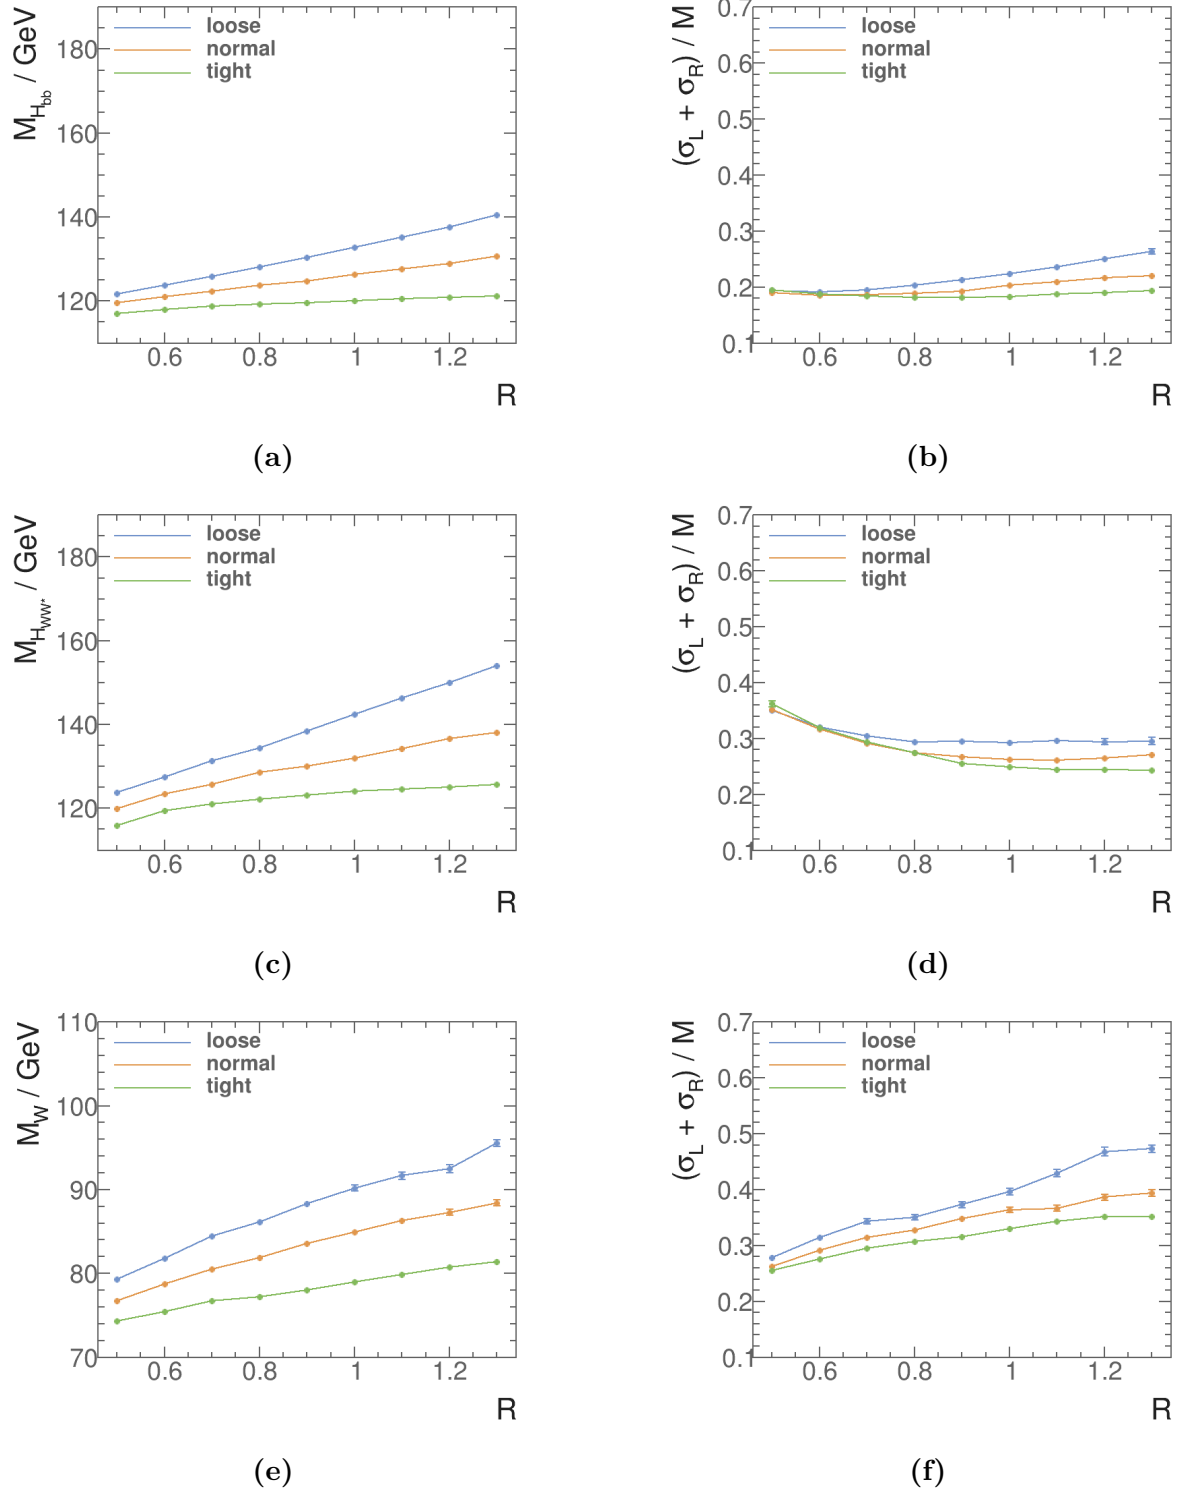 M_{H_{bb}} / GeV
180
160
140
120
loose
normal
tight
0.6 0.8 1 1.2
R
(a)
(σ_L + σ_R) / M
0.7
0.6
0.5
0.4
0.3
0.2
0.1
loose
normal
tight
0.6 0.8 1 1.2
R
(b)
M_{H_{WW*}} / GeV
180
160
140
120
loose
normal
tight
0.6 0.8 1 1.2
R
(c)
(σ_L + σ_R) / M
0.7
0.6
0.5
0.4
0.3
0.2
0.1
loose
normal
tight
0.6 0.8 1 1.2
R
(d)
M_W / GeV
110
100
90
80
70
loose
normal
tight
0.6 0.8 1 1.2
R
(e)
(σ_L + σ_R) / M
0.7
0.6
0.5
0.4
0.3
0.2
0.1
loose
normal
tight
0.6 0.8 1 1.2
R
(f)